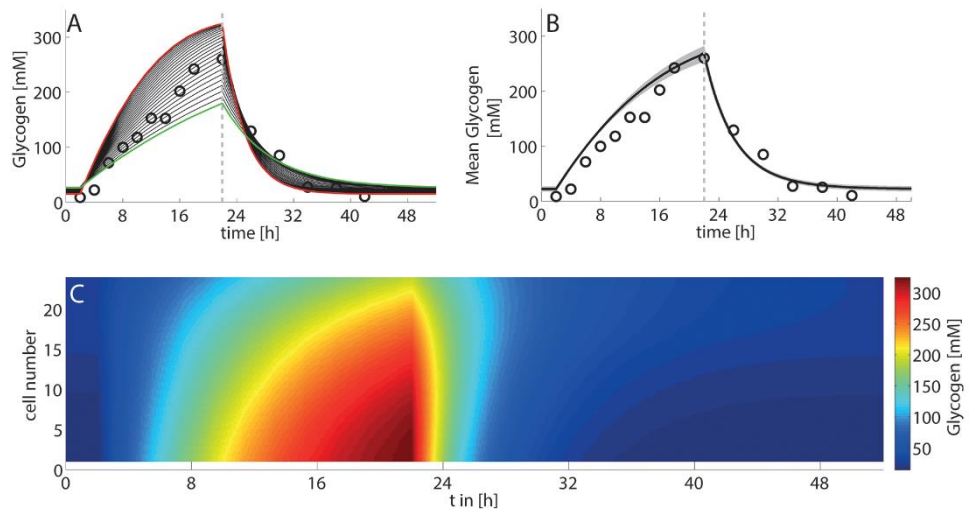 A
Glycogen [mM]
300
200
100
0
0 8 16 24 32 40 48
time [h]
B
Mean Glycogen
[mM]
300
200
100
0
0 8 16 24 32 40 48
time [h]
C
cell number
20
15
10
5
0
0 8 16 24 32 40 48
t in [h]
300
250
200
150
100
50
Glycogen [mM]